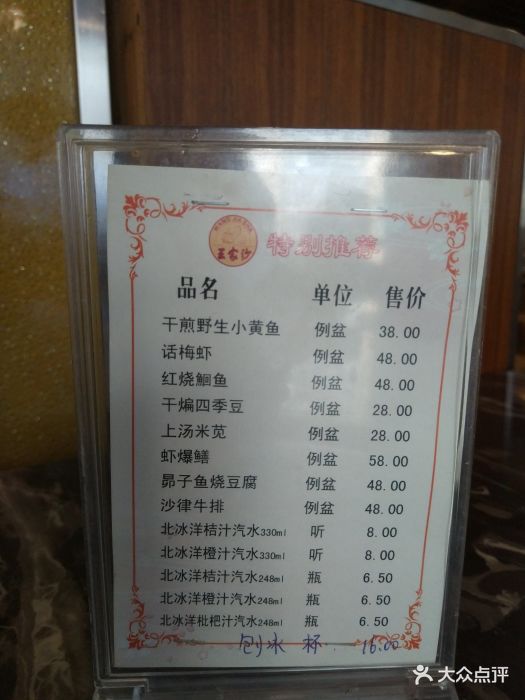 王家沙 特别推荐
品名 单位 售价
干煎野生小黄鱼 例盆 38.00
话梅虾 例盆 48.00
红烧鮰鱼 例盆 48.00
干煸四季豆 例盆 28.00
上汤米苋 例盆 28.00
虾爆鳝 例盆 58.00
昂子鱼烧豆腐 例盆 48.00
沙律牛排 例盆 48.00
北冰洋桔汁汽水330ml 听 8.00
北冰洋橙汁汽水330ml 听 8.00
北冰洋桔汁汽水248ml 瓶 6.50
北冰洋橙汁汽水248ml 瓶 6.50
北冰洋枇杷汁汽水248ml 瓶 6.50
刨冰 杯 16.00
大众点评